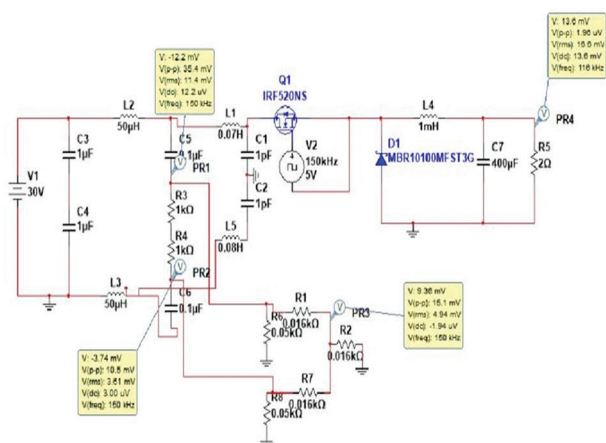 V: -12.2 mV
V(p-p): 35.4 mV
V(rms): 11.4 mV
V(dc): 12.2 uV
V(freq): 150 kHz
V: 13.6 mV
V(p-p): 1.96 uV
V(rms): 16.6 mV
V(dc): 13.6 mV
V(freq): 116 kHz
Q1
IRF520NS
L2
50µH
L1
0.07H
L4
1mH
PR4
C3
1µF
C5
0.1µF
PR1
C1
1pF
V2
150kHz
5V
D1
MBR10100MFST3G
C7
400µF
R5
2Ω
V1
30V
R3
1kΩ
C2
1pF
C4
1µF
R4
1kΩ
L5
0.08H
PR2
L3
50µH
C6
0.1µF
R1
0.016kΩ
PR3
R6
0.05kΩ
R2
0.016kΩ
V: 9.36 mV
V(p-p): 15.1 mV
V(rms): 4.94 mV
V(dc): -1.94 uV
V(freq): 150 kHz
V: -3.74 mV
V(p-p): 10.5 mV
V(rms): 3.61 mV
V(dc): 3.00 uV
V(freq): 150 kHz
R7
0.016kΩ
R8
0.05kΩ